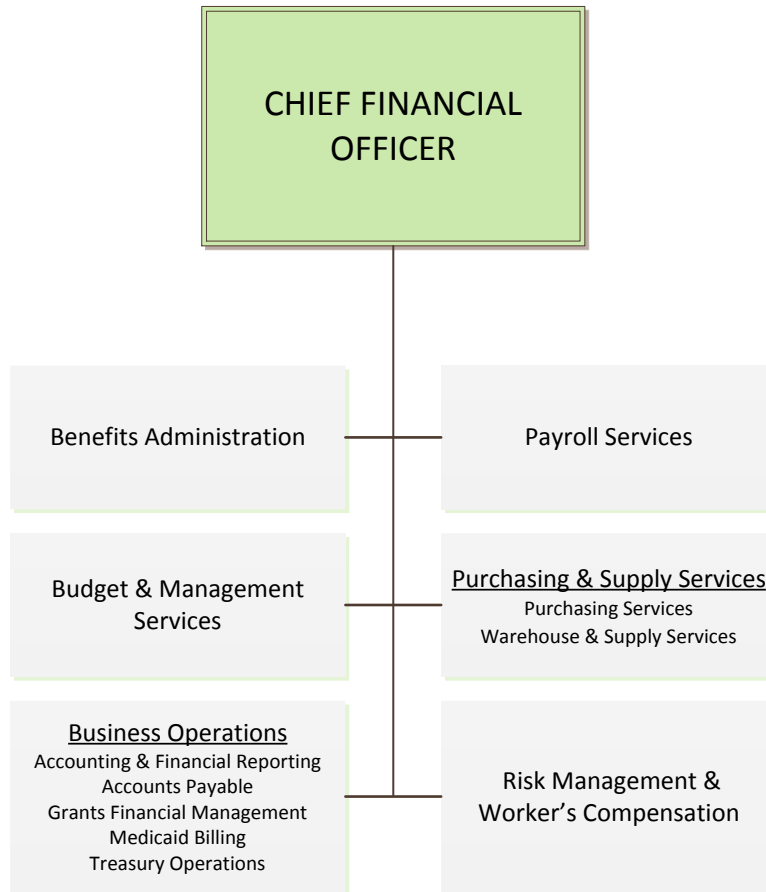 CHIEF FINANCIAL
OFFICER
Benefits Administration
Payroll Services
Budget & Management
Services
Purchasing & Supply Services
Purchasing Services
Warehouse & Supply Services
Business Operations
Accounting & Financial Reporting
Accounts Payable
Grants Financial Management
Medicaid Billing
Treasury Operations
Risk Management &
Worker’s Compensation